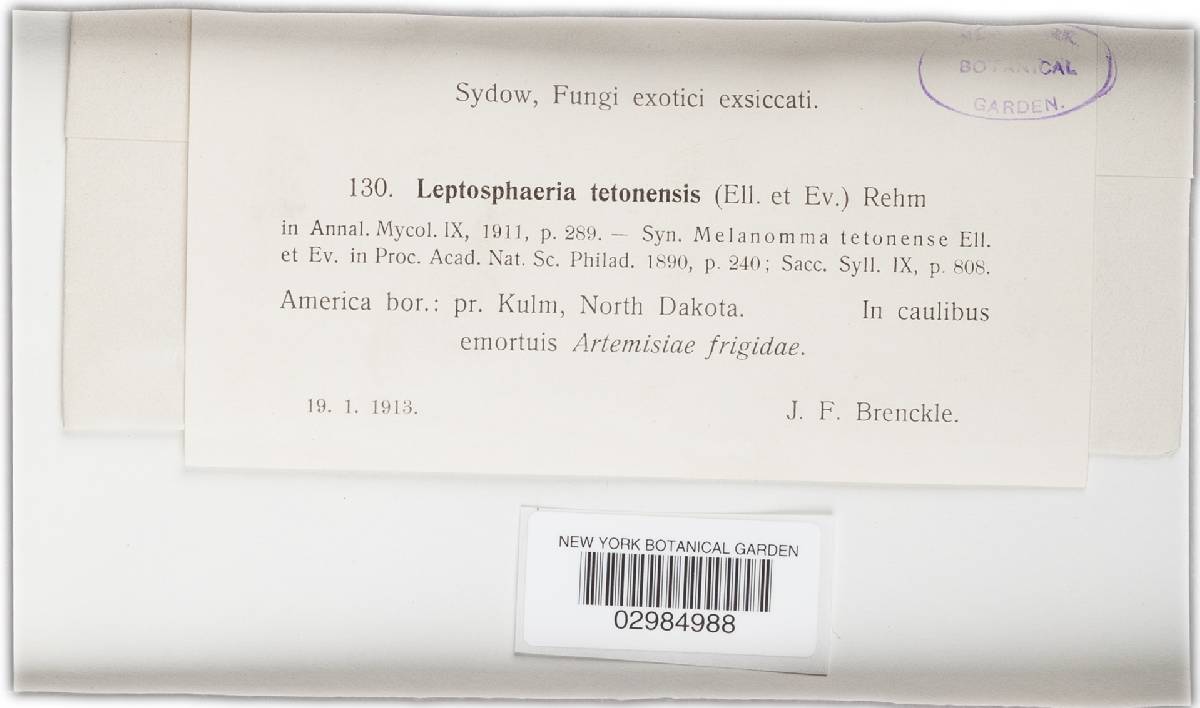 BOTANICAL
GARDEN.
Sydow, Fungi exotici exsiccati.
130. Leptosphaeria tetonensis (Ell. et Ev.) Rehm
in Annal. Mycol. IX, 1911, p. 289. — Syn. Melanomma tetonense Ell.
et Ev. in Proc. Acad. Nat. Sc. Philad. 1890, p. 240; Sacc. Syll. IX, p. 808.
America bor.: pr. Kulm, North Dakota. In caulibus
emortuis Artemisiae frigidae.
19. 1. 1913. J. F. Brenckle.
NEW YORK BOTANICAL GARDEN
02984988